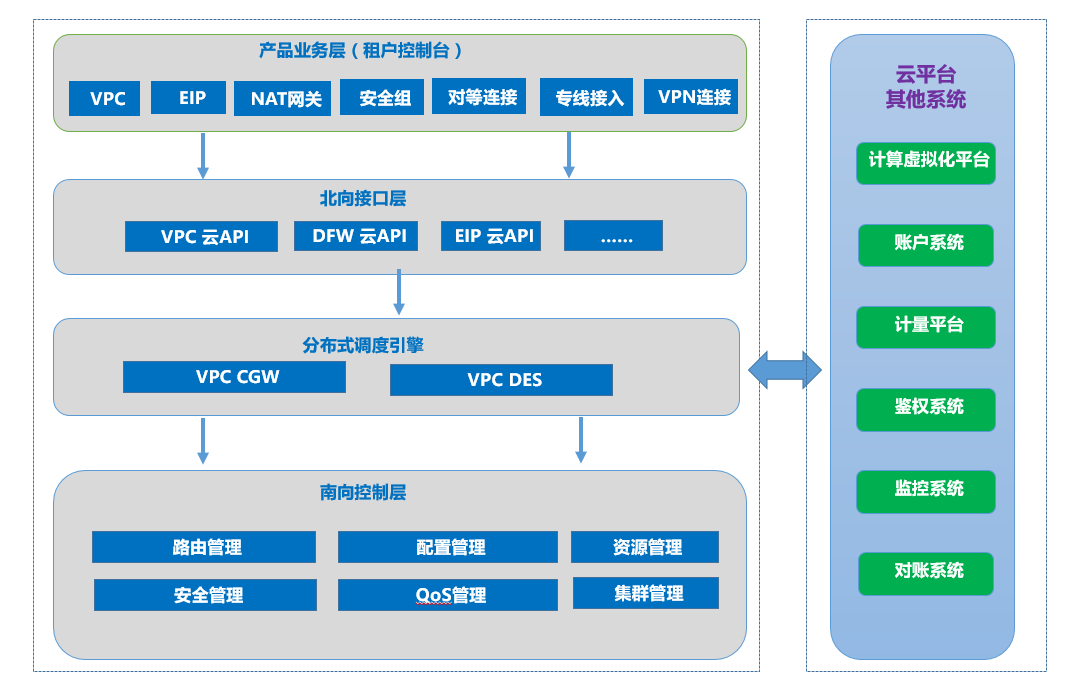 产品业务层（租户控制台）
VPC
EIP
NAT网关
安全组
对等连接
专线接入
VPN连接
北向接口层
VPC 云API
DFW 云API
EIP 云API
……
分布式调度引擎
VPC CGW
VPC DES
南向控制层
路由管理
配置管理
资源管理
安全管理
QoS管理
集群管理
云平台
其他系统
计算虚拟化平台
账户系统
计量平台
鉴权系统
监控系统
对账系统